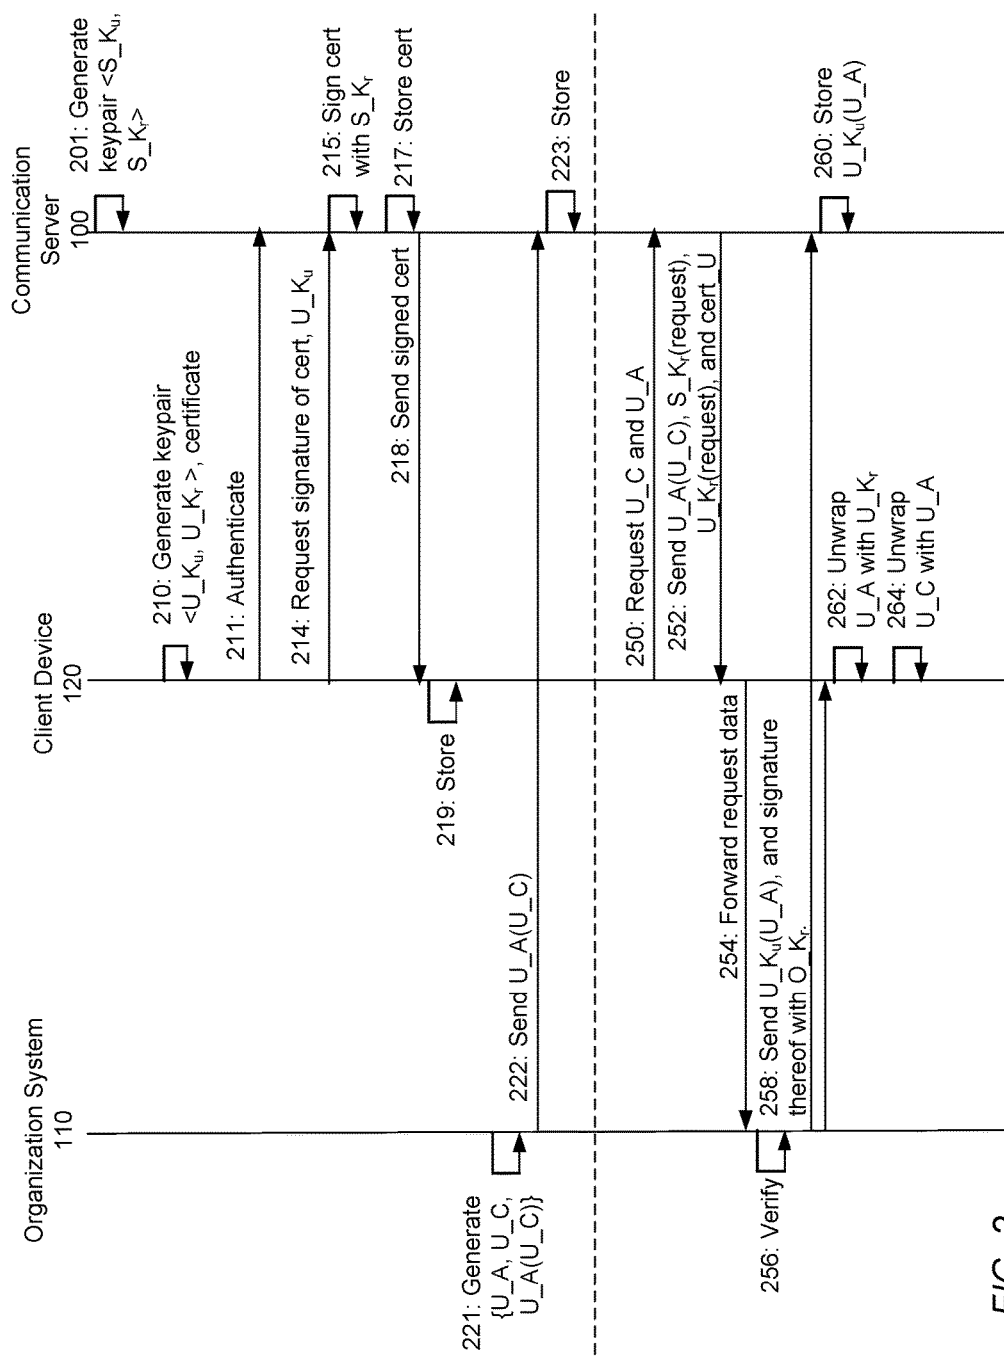 Organization System
110
Client Device
120
Communication
Server
100
201: Generate
keypair <S_Ku,
S_Kr>
210: Generate keypair
<U_Ku, U_Kr >, certificate
211: Authenticate
214: Request signature of cert, U_Ku
215: Sign cert
with S_Kr
217: Store cert
218: Send signed cert
219: Store
221: Generate
{U_A, U_C,
U_A(U_C)}
222: Send U_A(U_C)
223: Store
250: Request U_C and U_A
252: Send U_A(U_C), S_Kr(request),
U_Kr(request), and cert_U
254: Forward request data
256: Verify
258: Send U_Ku(U_A), and signature
thereof with O_Kr.
260: Store
U_Ku(U_A)
262: Unwrap
U_A with U_Kr
264: Unwrap
U_C with U_A
FIG. 2